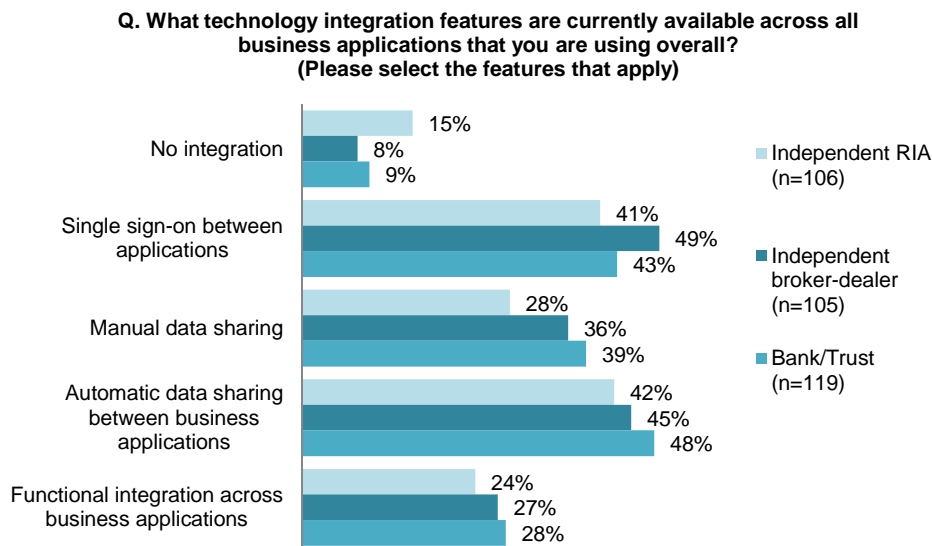 Q. What technology integration features are currently available across all
business applications that you are using overall?
(Please select the features that apply)
No integration
15%
8%
9%
Single sign-on between
applications
41%
49%
43%
Manual data sharing
28%
36%
39%
Automatic data sharing
between business
applications
42%
45%
48%
Functional integration across
business applications
24%
27%
28%
Independent RIA
(n=106)
Independent
broker-dealer
(n=105)
Bank/Trust
(n=119)